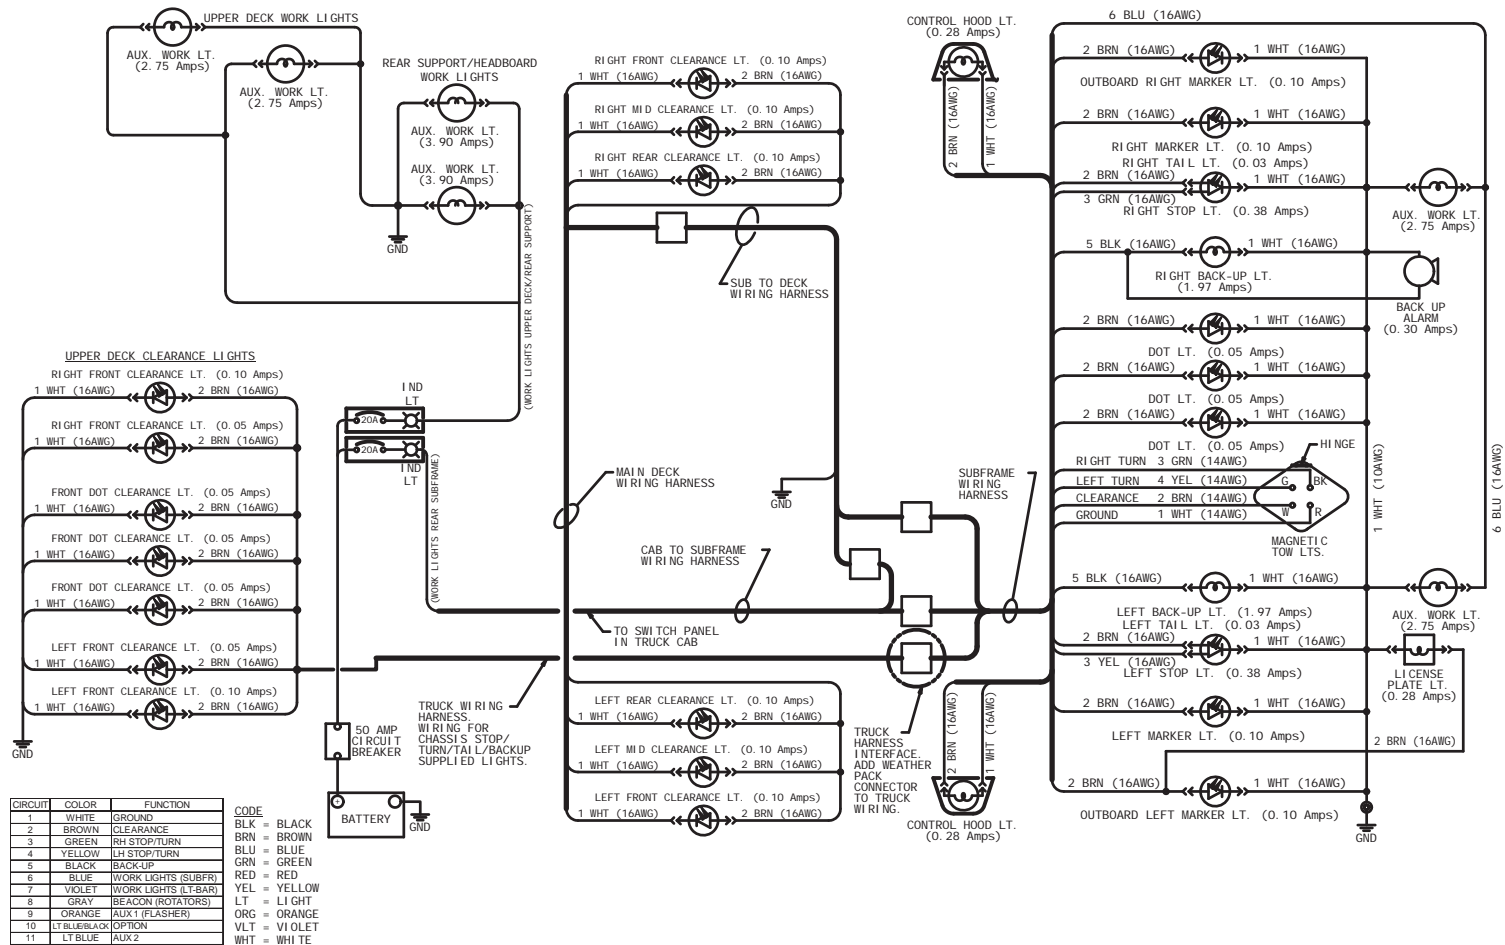 UPPER DECK WORK LIGHTS
AUX. WORK LT.
(2.75 Amps)
AUX. WORK LT.
(2.75 Amps)
REAR SUPPORT/HEADBOARD
WORK LIGHTS
AUX. WORK LT.
(3.90 Amps)
AUX. WORK LT.
(3.90 Amps)
GND
(WORK LIGHTS UPPER DECK/REAR SUPPORT)
UPPER DECK CLEARANCE LIGHTS
RIGHT FRONT CLEARANCE LT. (0.10 Amps)
1 WHT (16AWG) 2 BRN (16AWG)
RIGHT FRONT CLEARANCE LT. (0.05 Amps)
1 WHT (16AWG) 2 BRN (16AWG)
FRONT DOT CLEARANCE LT. (0.05 Amps)
1 WHT (16AWG) 2 BRN (16AWG)
FRONT DOT CLEARANCE LT. (0.05 Amps)
1 WHT (16AWG) 2 BRN (16AWG)
FRONT DOT CLEARANCE LT. (0.05 Amps)
1 WHT (16AWG) 2 BRN (16AWG)
LEFT FRONT CLEARANCE LT. (0.05 Amps)
1 WHT (16AWG) 2 BRN (16AWG)
LEFT FRONT CLEARANCE LT. (0.10 Amps)
1 WHT (16AWG) 2 BRN (16AWG)
GND
IND
LT
20A
20A
IND
LT
(WORK LIGHTS REAR SUBFRAME)
50 AMP
CIRCUIT
BREAKER
BATTERY
GND
TRUCK WIRING
HARNESS.
WIRING FOR
CHASSIS STOP/
TURN/TAIL/BACKUP
SUPPLIED LIGHTS.
RIGHT FRONT CLEARANCE LT. (0.10 Amps)
1 WHT (16AWG) 2 BRN (16AWG)
RIGHT MID CLEARANCE LT. (0.10 Amps)
1 WHT (16AWG) 2 BRN (16AWG)
RIGHT REAR CLEARANCE LT. (0.10 Amps)
1 WHT (16AWG) 2 BRN (16AWG)
SUB TO DECK
WIRING HARNESS
MAIN DECK
WIRING HARNESS
GND
CAB TO SUBFRAME
WIRING HARNESS
TO SWITCH PANEL
IN TRUCK CAB
LEFT REAR CLEARANCE LT. (0.10 Amps)
1 WHT (16AWG) 2 BRN (16AWG)
LEFT MID CLEARANCE LT. (0.10 Amps)
1 WHT (16AWG) 2 BRN (16AWG)
LEFT FRONT CLEARANCE LT. (0.10 Amps)
1 WHT (16AWG) 2 BRN (16AWG)
TRUCK
HARNESS
INTERFACE.
ADD WEATHER
PACK
CONNECTOR
TO TRUCK
WIRING.
CONTROL HOOD LT.
(0.28 Amps)
2 BRN (16AWG)
1 WHT (16AWG)
SUBFRAME
WIRING
HARNESS
2 BRN (16AWG)
1 WHT (16AWG)
CONTROL HOOD LT.
(0.28 Amps)
6 BLU (16AWG)
2 BRN (16AWG) 1 WHT (16AWG)
OUTBOARD RIGHT MARKER LT. (0.10 Amps)
2 BRN (16AWG) 1 WHT (16AWG)
RIGHT MARKER LT. (0.10 Amps)
RIGHT TAIL LT. (0.03 Amps)
2 BRN (16AWG) 1 WHT (16AWG)
3 GRN (16AWG)
RIGHT STOP LT. (0.38 Amps)
AUX. WORK LT.
(2.75 Amps)
5 BLK (16AWG) 1 WHT (16AWG)
RIGHT BACK-UP LT.
(1.97 Amps)
BACK UP
ALARM
(0.30 Amps)
2 BRN (16AWG) 1 WHT (16AWG)
DOT LT. (0.05 Amps)
2 BRN (16AWG) 1 WHT (16AWG)
DOT LT. (0.05 Amps)
2 BRN (16AWG) 1 WHT (16AWG)
DOT LT. (0.05 Amps)
HINGE
RIGHT TURN 3 GRN (14AWG)
LEFT TURN 4 YEL (14AWG)
CLEARANCE 2 BRN (14AWG)
GROUND 1 WHT (14AWG)
G BK
W R
MAGNETIC
TOW LTS.
1 WHT (10AWG)
6 BLU (16AWG)
5 BLK (16AWG) 1 WHT (16AWG)
LEFT BACK-UP LT. (1.97 Amps)
LEFT TAIL LT. (0.03 Amps)
AUX. WORK LT.
(2.75 Amps)
2 BRN (16AWG) 1 WHT (16AWG)
3 YEL (16AWG)
LEFT STOP LT. (0.38 Amps)
LICENSE
PLATE LT.
(0.28 Amps)
2 BRN (16AWG) 1 WHT (16AWG)
LEFT MARKER LT. (0.10 Amps)
2 BRN (16AWG)
2 BRN (16AWG) 1 WHT (16AWG)
OUTBOARD LEFT MARKER LT. (0.10 Amps)
GND
CIRCUIT COLOR FUNCTION
1 WHITE GROUND
2 BROWN CLEARANCE
3 GREEN RH STOP/TURN
4 YELLOW LH STOP/TURN
5 BLACK BACK-UP
6 BLUE WORK LIGHTS (SUBFR)
7 VIOLET WORK LIGHTS (LT-BAR)
8 GRAY BEACON (ROTATORS)
9 ORANGE AUX 1 (FLASHER)
10 LT BLUE/BLACK OPTION
11 LT BLUE AUX 2
CODE
BLK = BLACK
BRN = BROWN
BLU = BLUE
GRN = GREEN
RED = RED
YEL = YELLOW
LT = LIGHT
ORG = ORANGE
VLT = VIOLET
WHT = WHITE